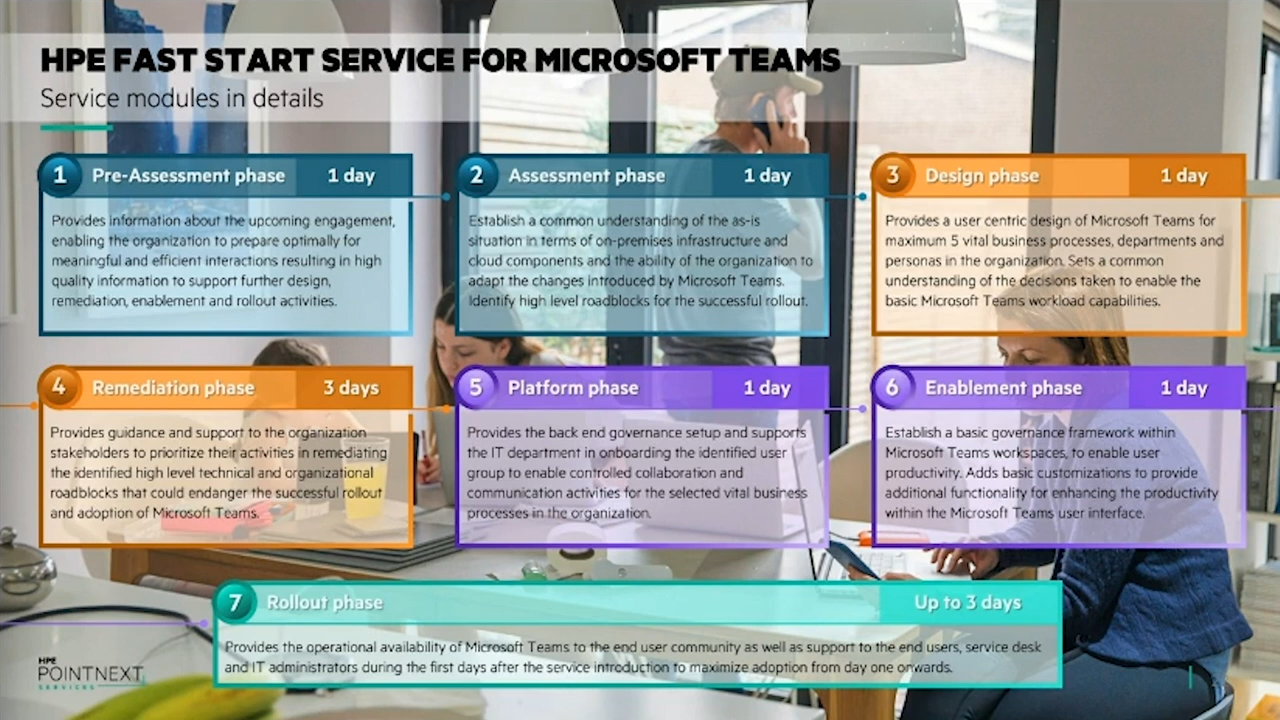 HPE FAST START SERVICE FOR MICROSOFT TEAMS
Service modules in details
1 Pre-Assessment phase 1 day
Provides information about the upcoming engagement,
enabling the organization to prepare optimally for
meaningful and efficient interactions resulting in high
quality information to support further design,
remediation, enablement and rollout activities.
2 Assessment phase 1 day
Establish a common understanding of the as-is
situation in terms of on-premises infrastructure and
cloud components and the ability of the organization to
adapt the changes introduced by Microsoft Teams.
Identify high level roadblocks for the successful rollout.
3 Design phase 1 day
Provides a user centric design of Microsoft Teams for
maximum 5 vital business processes, departments and
personas in the organization. Sets a common
understanding of the decisions taken to enable the
basic Microsoft Teams workload capabilities.
4 Remediation phase 3 days
Provides guidance and support to the organization
stakeholders to prioritize their activities in remediating
the identified high level technical and organizational
roadblocks that could endanger the successful rollout
and adoption of Microsoft Teams.
5 Platform phase 1 day
Provides the back end governance setup and supports
the IT department in onboarding the identified user
group to enable controlled collaboration and
communication activities for the selected vital business
processes in the organization.
6 Enablement phase 1 day
Establish a basic governance framework within
Microsoft Teams workspaces, to enable user
productivity. Adds basic customizations to provide
additional functionality for enhancing the productivity
within the Microsoft Teams user interface.
7 Rollout phase Up to 3 days
Provides the operational availability of Microsoft Teams to the end user community as well as support to the end users, service desk
and IT administrators during the first days after the service introduction to maximize adoption from day one onwards.
HPE
POINTNEXT
SERVICES